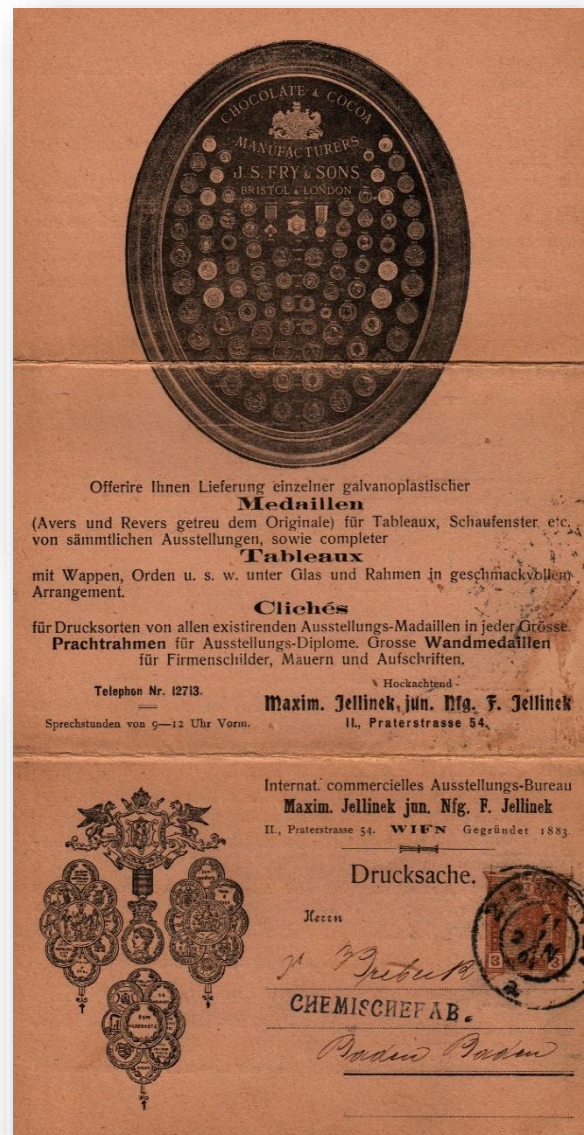 CHOCOLATE & COCOA
MANUFACTURERS
J. S. FRY & SONS
BRISTOL & LONDON
Offerire Ihnen Lieferung einzelner galvanoplastischer
Medaillen
(Avers und Revers getreu dem Originale) für Tableaux, Schaufenster etc.
von sämmtlichen Ausstellungen, sowie completer
Tableaux
mit Wappen, Orden u. s. w. unter Glas und Rahmen in geschmackvollem
Arrangement.
Clichés
für Drucksorten von allen existirenden Ausstellungs-Madaillen in jeder Grösse.
Prachtrahmen für Ausstellungs-Diplome. Grosse Wandmedaillen
für Firmenschilder, Mauern und Aufschriften.
Hockachtend
Telephon Nr. 12713.
Maxim. Jellinek, jun. Nfg. F. Jellinek
Sprechstunden von 9—12 Uhr Vorm.
II., Praterstrasse 54.
Internat. commercielles Ausstellungs-Bureau
Maxim. Jellinek jun. Nfg. F. Jellinek
II., Praterstrasse 54. WIEN Gegründet 1883.
Drucksache.
Herrn
3 3
CHEMISCHEFAB.
Baden Baden